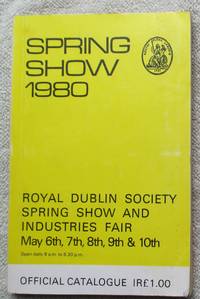 SPRING
SHOW
1980
ROYAL DUBLIN SOCIETY
SPRING SHOW AND
INDUSTRIES FAIR
May 6th, 7th, 8th, 9th & 10th
Open daily 9 a.m. to 6.30 p.m.
OFFICIAL CATALOGUE IR£1.00